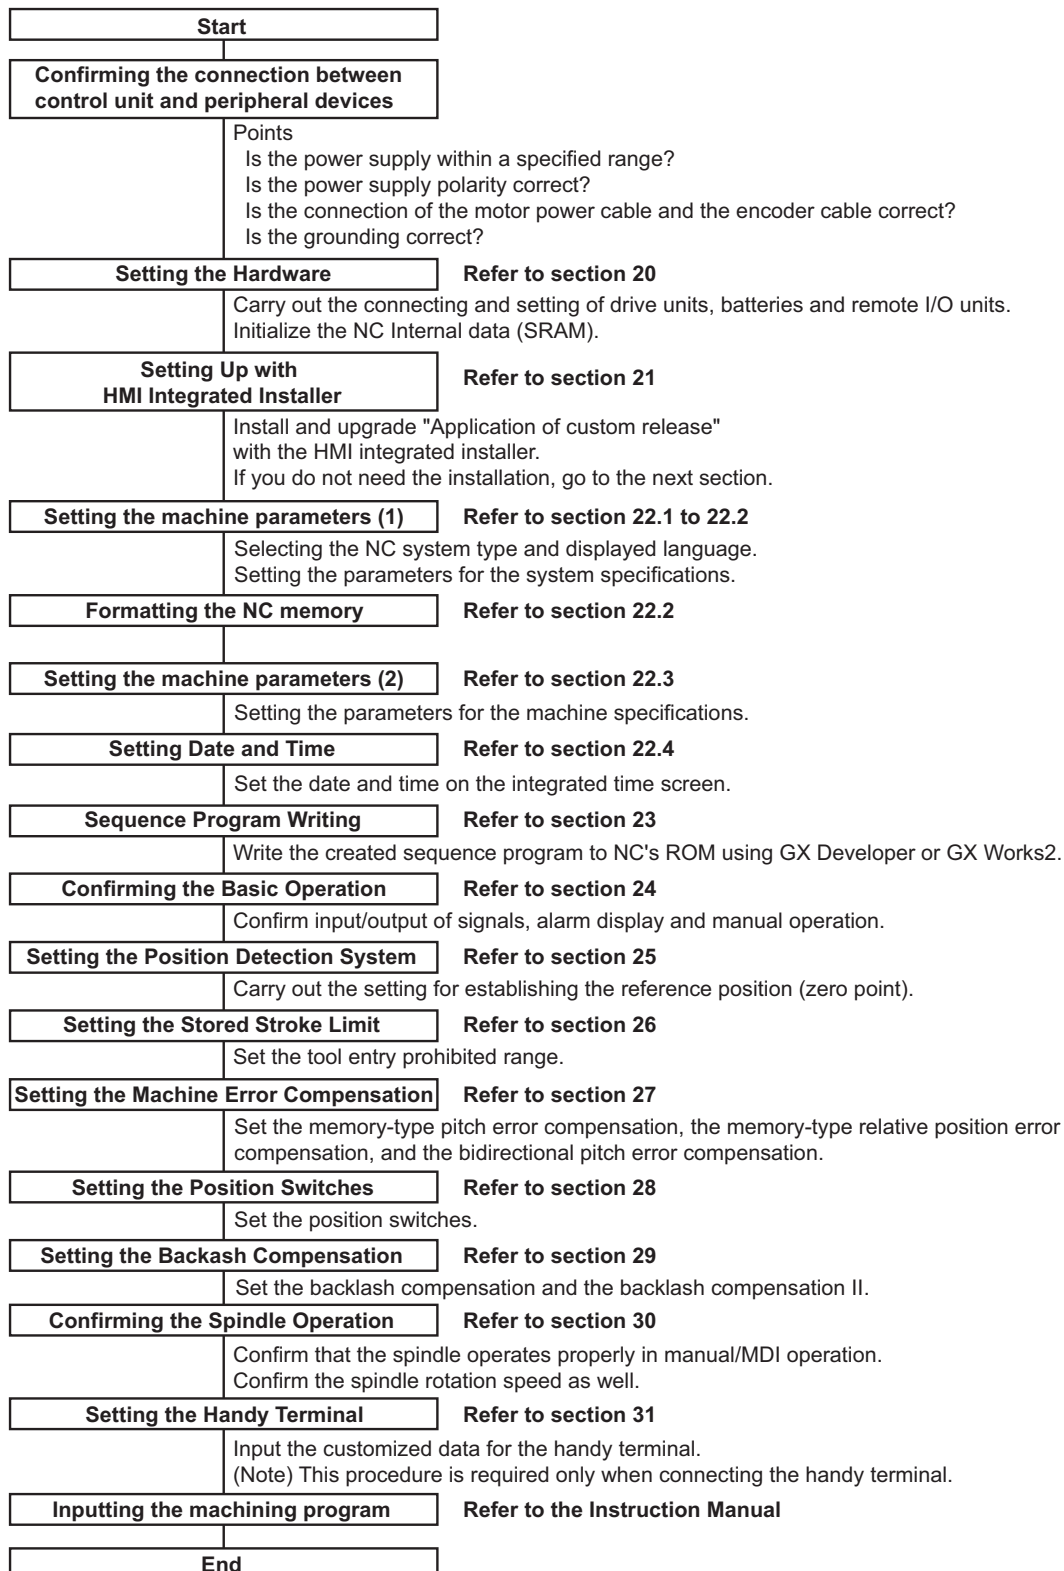 Start
Confirming the connection between
control unit and peripheral devices
Points
Is the power supply within a specified range?
Is the power supply polarity correct?
Is the connection of the motor power cable and the encoder cable correct?
Is the grounding correct?
Setting the Hardware Refer to section 20
Carry out the connecting and setting of drive units, batteries and remote I/O units.
Initialize the NC Internal data (SRAM).
Setting Up with
HMI Integrated Installer Refer to section 21
Install and upgrade "Application of custom release"
with the HMI integrated installer.
If you do not need the installation, go to the next section.
Setting the machine parameters (1) Refer to section 22.1 to 22.2
Selecting the NC system type and displayed language.
Setting the parameters for the system specifications.
Formatting the NC memory Refer to section 22.2
Setting the machine parameters (2) Refer to section 22.3
Setting the parameters for the machine specifications.
Setting Date and Time Refer to section 22.4
Set the date and time on the integrated time screen.
Sequence Program Writing Refer to section 23
Write the created sequence program to NC's ROM using GX Developer or GX Works2.
Confirming the Basic Operation Refer to section 24
Confirm input/output of signals, alarm display and manual operation.
Setting the Position Detection System Refer to section 25
Carry out the setting for establishing the reference position (zero point).
Setting the Stored Stroke Limit Refer to section 26
Set the tool entry prohibited range.
Setting the Machine Error Compensation Refer to section 27
Set the memory-type pitch error compensation, the memory-type relative position error
compensation, and the bidirectional pitch error compensation.
Setting the Position Switches Refer to section 28
Set the position switches.
Setting the Backash Compensation Refer to section 29
Set the backlash compensation and the backlash compensation II.
Confirming the Spindle Operation Refer to section 30
Confirm that the spindle operates properly in manual/MDI operation.
Confirm the spindle rotation speed as well.
Setting the Handy Terminal Refer to section 31
Input the customized data for the handy terminal.
(Note) This procedure is required only when connecting the handy terminal.
Inputting the machining program Refer to the Instruction Manual
End